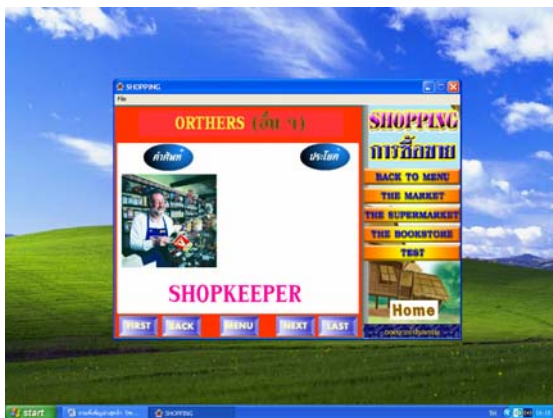 SHOPPING
File
ORTHERS (อื่น ๆ)
คำศัพท์
ประโยค
SHOPKEEPER
FIRST
BACK
MENU
NEXT
LAST
SHOPPING
การซื้อขาย
BACK TO MENU
THE MARKET
THE SUPERMARKET
THE BOOKSTORE
TEST
Home
start
SHOPPING
TH